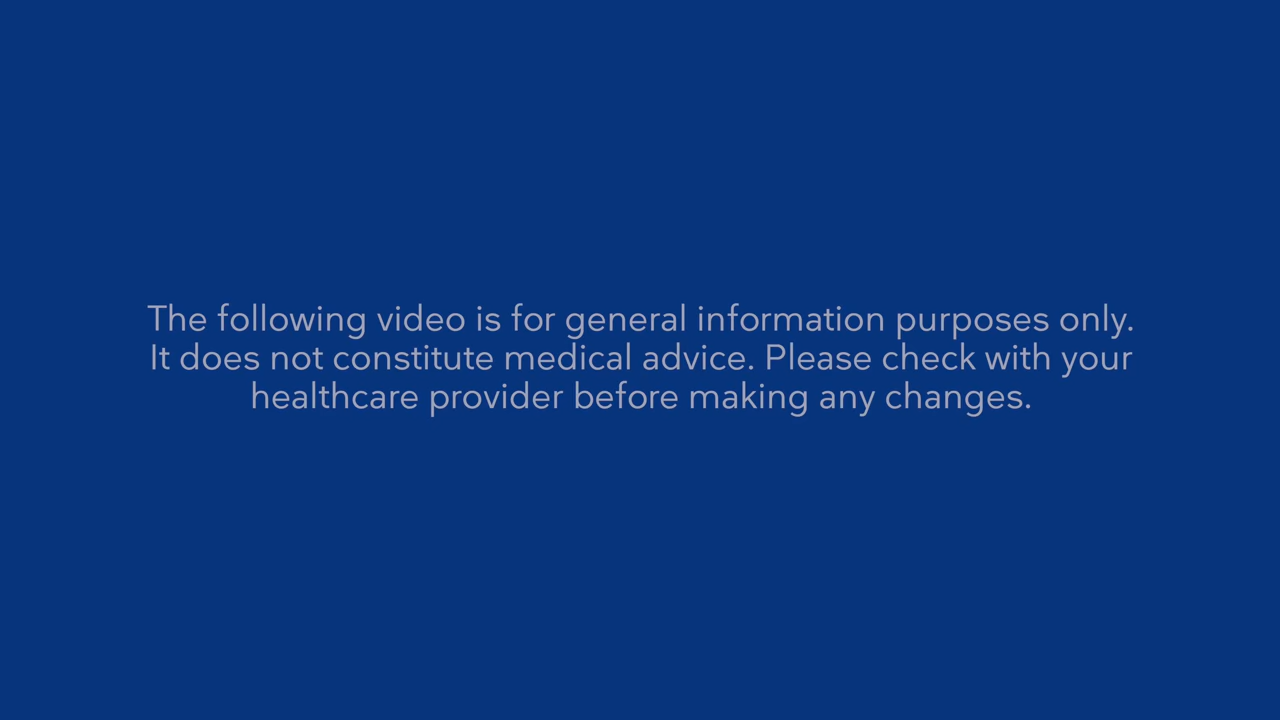 The following video is for general information purposes only.
It does not constitute medical advice. Please check with your
healthcare provider before making any changes.